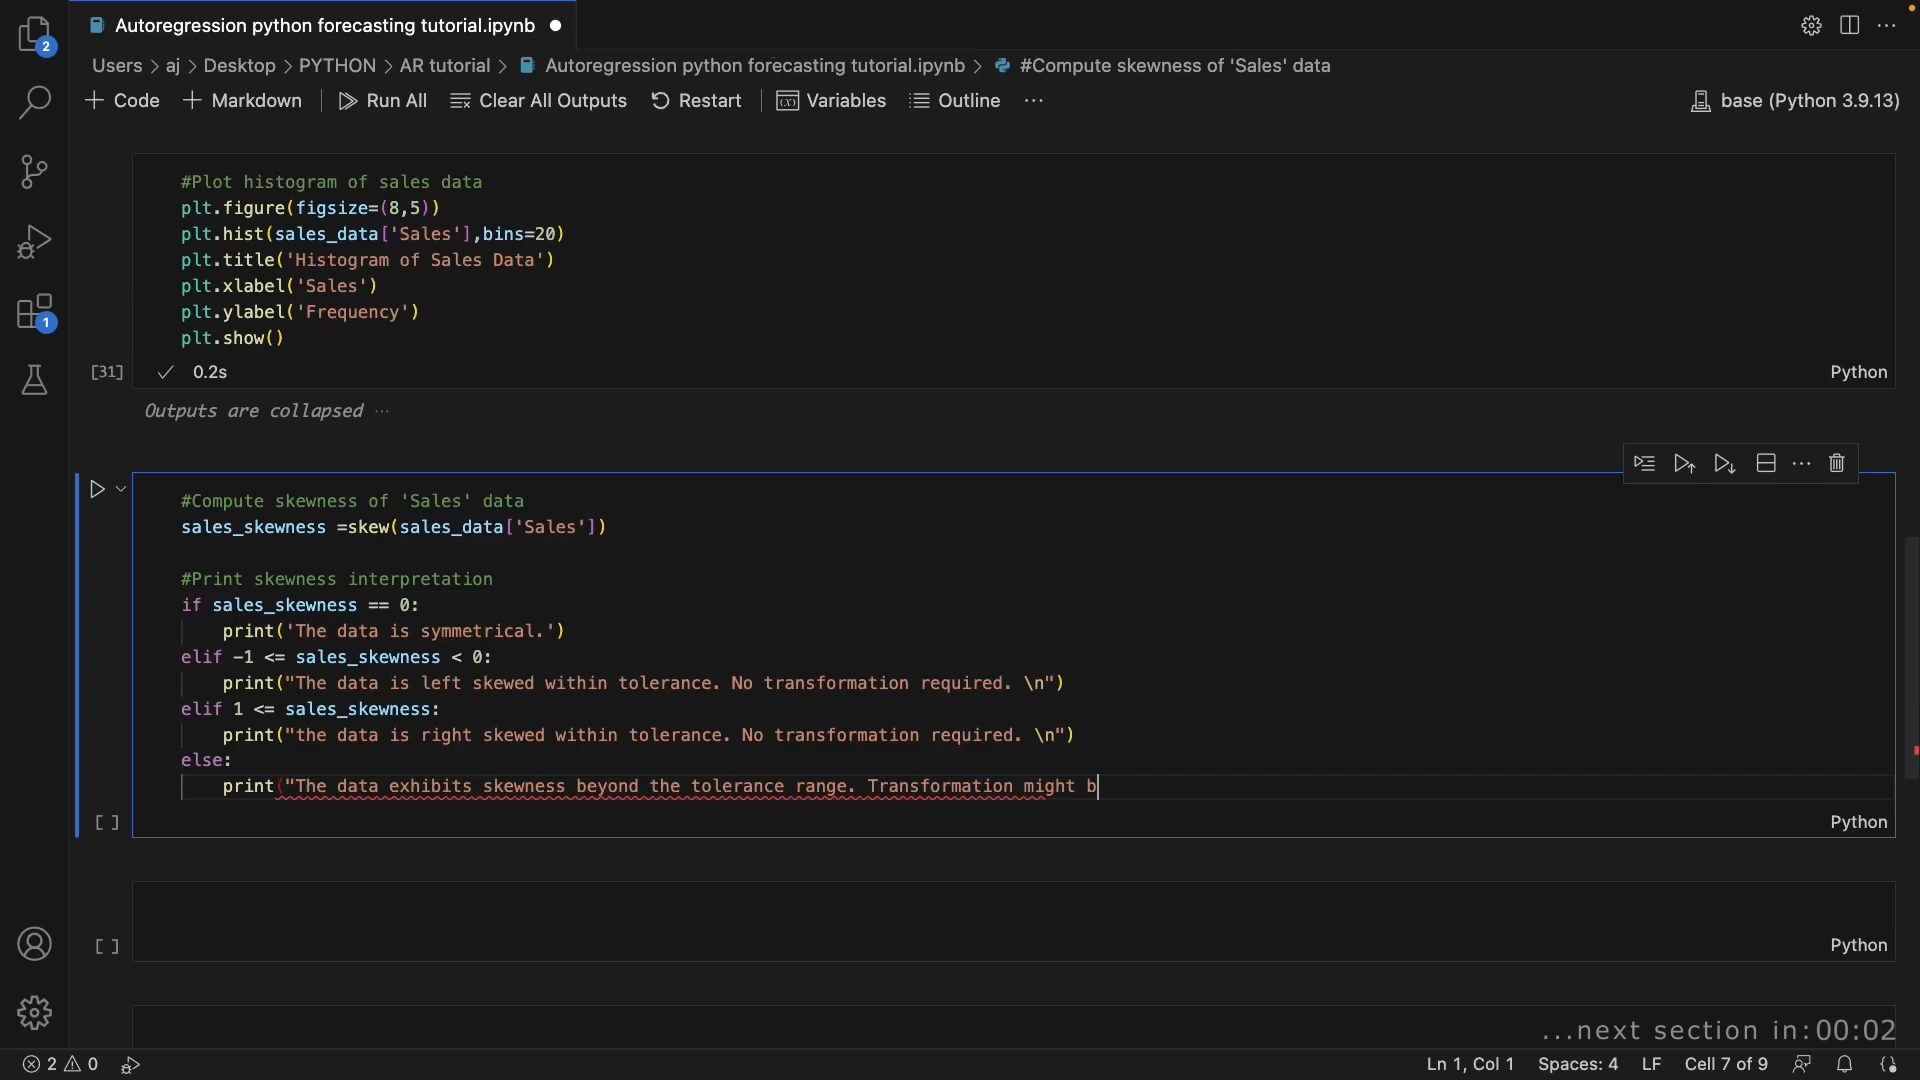 Autoregression python forecasting tutorial.ipynb
2
Users > aj > Desktop > PYTHON > AR tutorial > Autoregression python forecasting tutorial.ipynb > #Compute skewness of 'Sales' data
+ Code + Markdown Run All Clear All Outputs Restart Variables Outline ... base (Python 3.9.13)
#Plot histogram of sales data
plt.figure(figsize=(8,5))
plt.hist(sales_data['Sales'],bins=20)
plt.title('Histogram of Sales Data')
plt.xlabel('Sales')
1
plt.ylabel('Frequency')
plt.show()
[31] 0.2s Python
Outputs are collapsed ...
#Compute skewness of 'Sales' data
sales_skewness =skew(sales_data['Sales'])
#Print skewness interpretation
if sales_skewness == 0:
print('The data is symmetrical.')
elif -1 <= sales_skewness < 0:
print("The data is left skewed within tolerance. No transformation required. \n")
elif 1 <= sales_skewness:
print("the data is right skewed within tolerance. No transformation required. \n")
else:
print("The data exhibits skewness beyond the tolerance range. Transformation might b
[ ] Python
[ ] Python
...next section in:00:02
2 0 Ln 1, Col 1 Spaces: 4 LF Cell 7 of 9